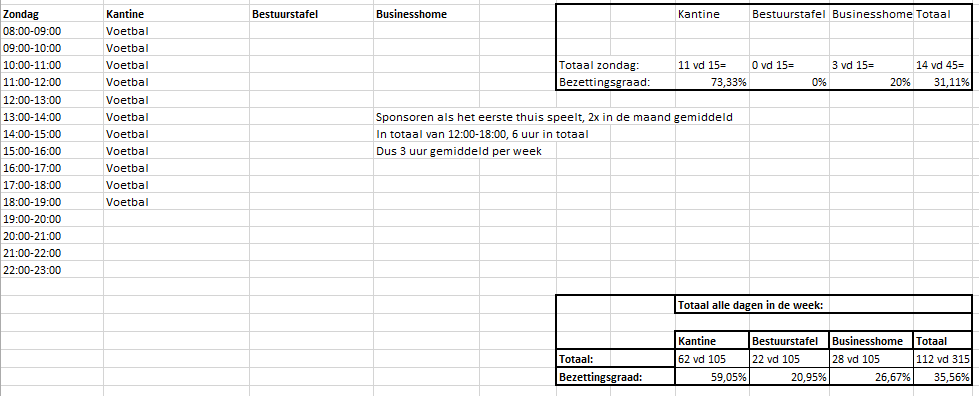 Zondag Kantine Bestuurstafel Businesshome Kantine Bestuurstafel Businesshome Totaal
08:00-09:00 Voetbal
09:00-10:00 Voetbal
10:00-11:00 Voetbal Totaal zondag: 11 vd 15= 0 vd 15= 3 vd 15= 14 vd 45=
11:00-12:00 Voetbal Bezettingsgraad: 73,33% 0% 20% 31,11%
12:00-13:00 Voetbal
13:00-14:00 Voetbal Sponsoren als het eerste thuis speelt, 2x in de maand gemiddeld
14:00-15:00 Voetbal In totaal van 12:00-18:00, 6 uur in totaal
15:00-16:00 Voetbal Dus 3 uur gemiddeld per week
16:00-17:00 Voetbal
17:00-18:00 Voetbal
18:00-19:00 Voetbal
19:00-20:00
20:00-21:00
21:00-22:00
22:00-23:00
Totaal alle dagen in de week:
Kantine Bestuurstafel Businesshome Totaal
Totaal: 62 vd 105 22 vd 105 28 vd 105 112 vd 315
Bezettingsgraad: 59,05% 20,95% 26,67% 35,56%